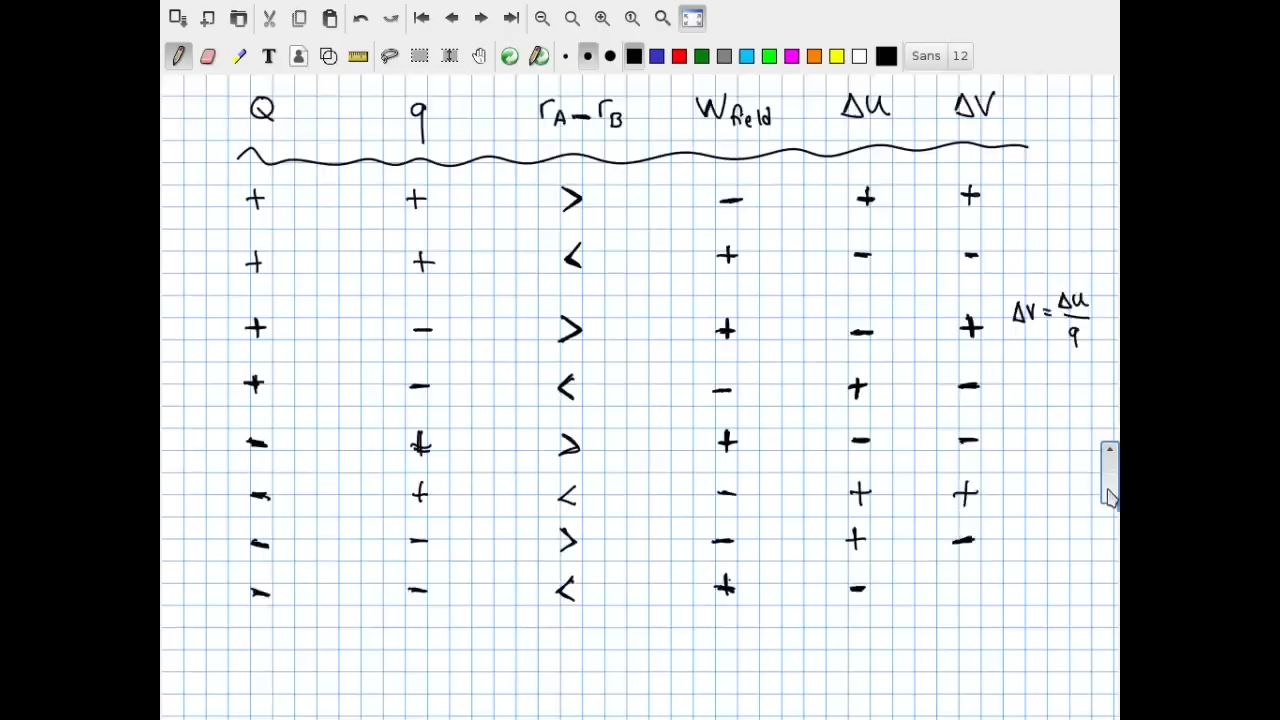 T Sans 12
Q q rA - rB Wfield ΔU ΔV
+ + > - + +
+ + < + - -
+ - > + - +
ΔV = ΔU/q
+ - < - + -
- + > + - -
- + < - + +
- - > - + -
- - < + -